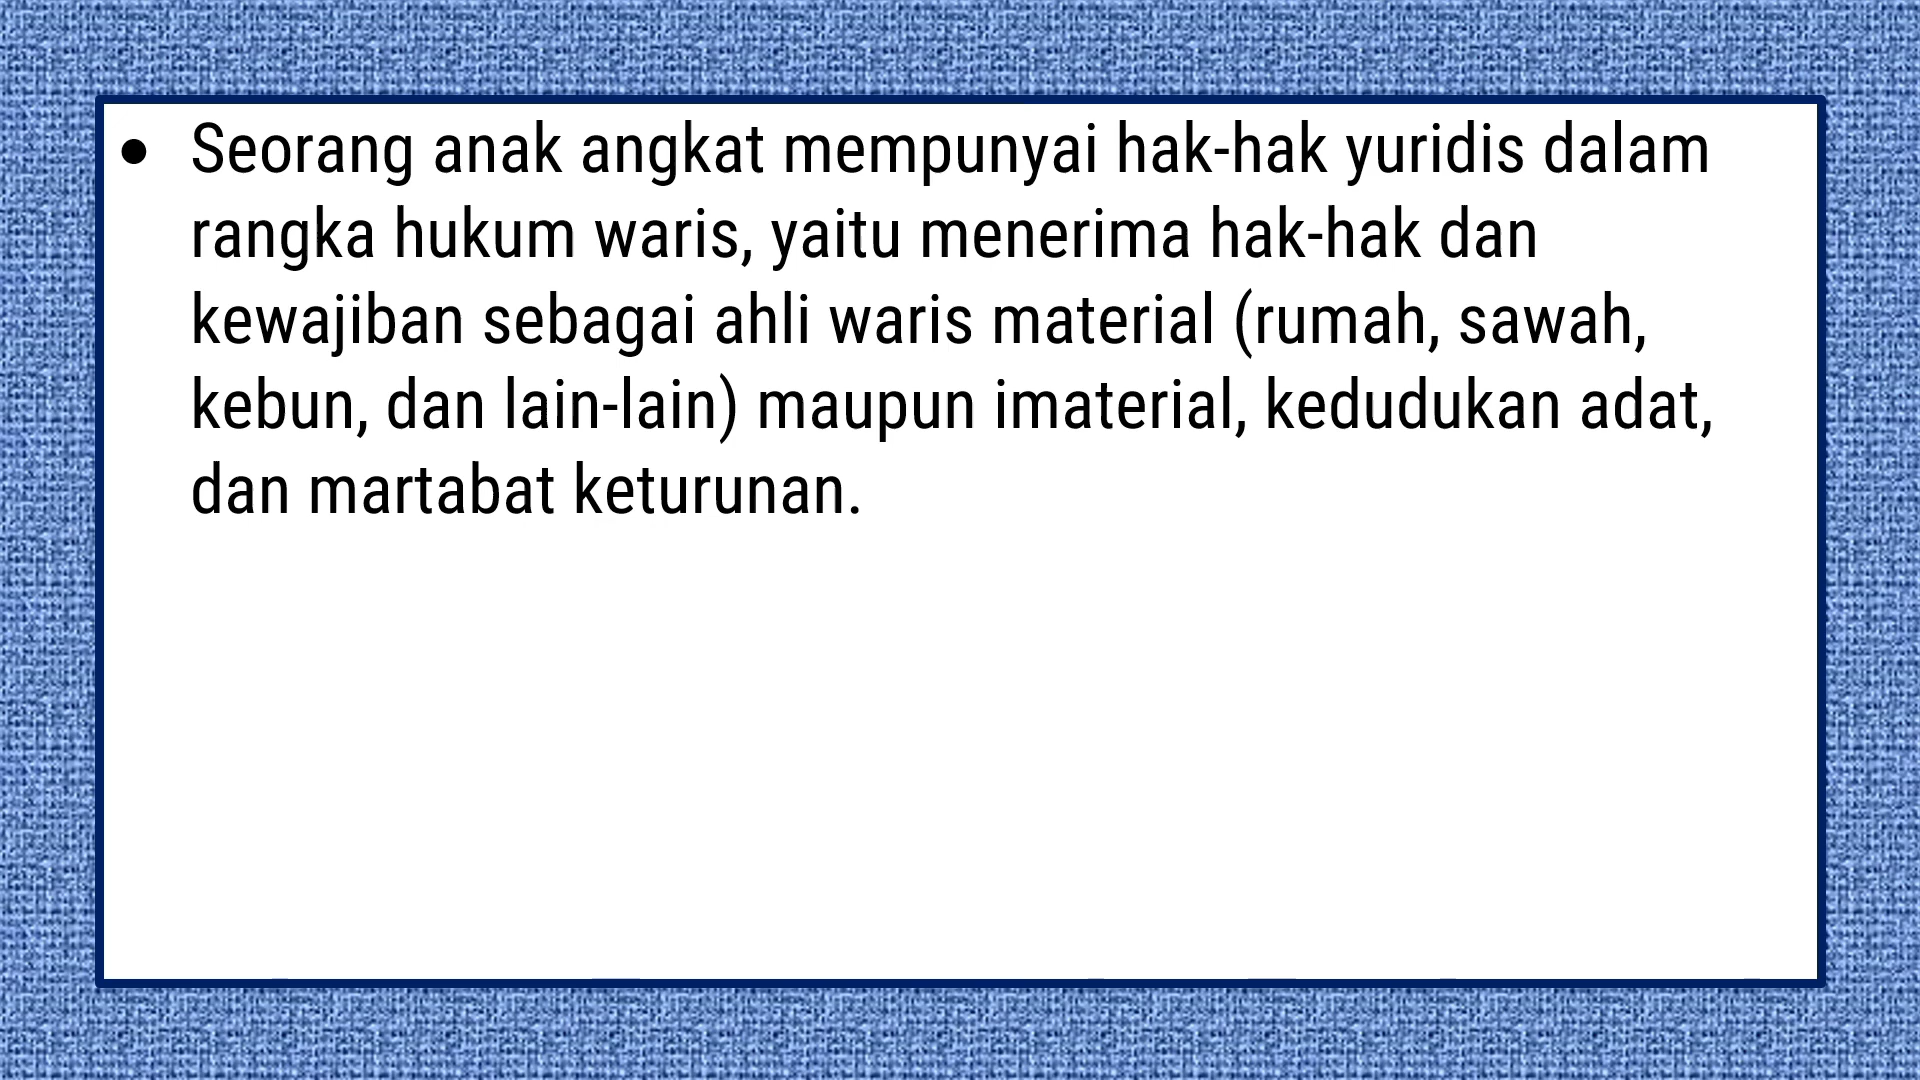 • Seorang anak angkat mempunyai hak-hak yuridis dalam
rangka hukum waris, yaitu menerima hak-hak dan
kewajiban sebagai ahli waris material (rumah, sawah,
kebun, dan lain-lain) maupun imaterial, kedudukan adat,
dan martabat keturunan.